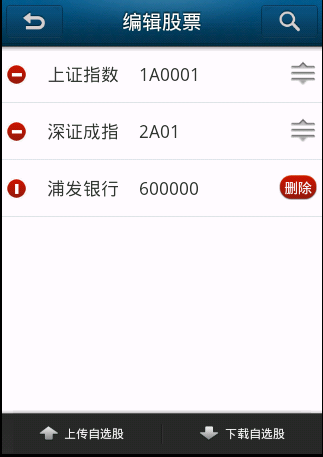 编辑股票
上证指数 1A0001
深证成指 2A01
浦发银行 600000 删除
上传自选股 下载自选股